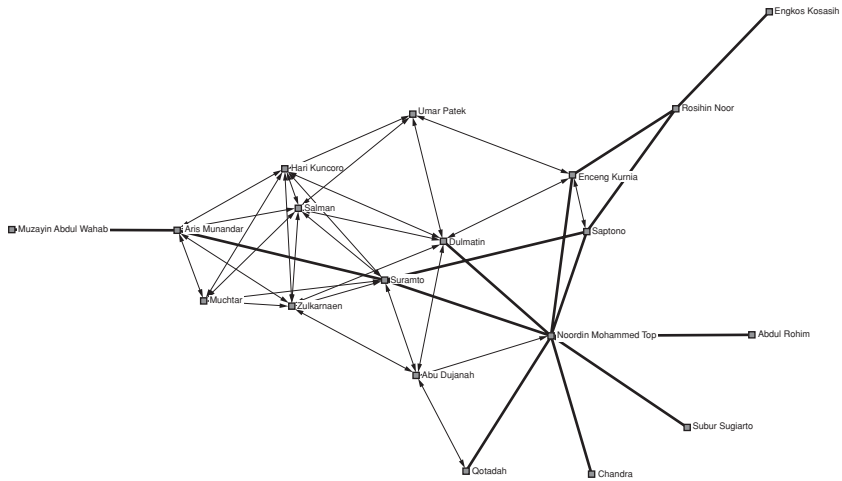 Engkos Kosasih
Rosihin Noor
Umar Patek
Hari Kuncoro
Enceng Kurnia
Salman
Muzayin Abdul Wahab
Aris Munandar
Saptono
Dulmatin
Suramto
Muchtar
Zulkarnaen
Noordin Mohammed Top
Abdul Rohim
Abu Dujanah
Subur Sugiarto
Qotadah
Chandra